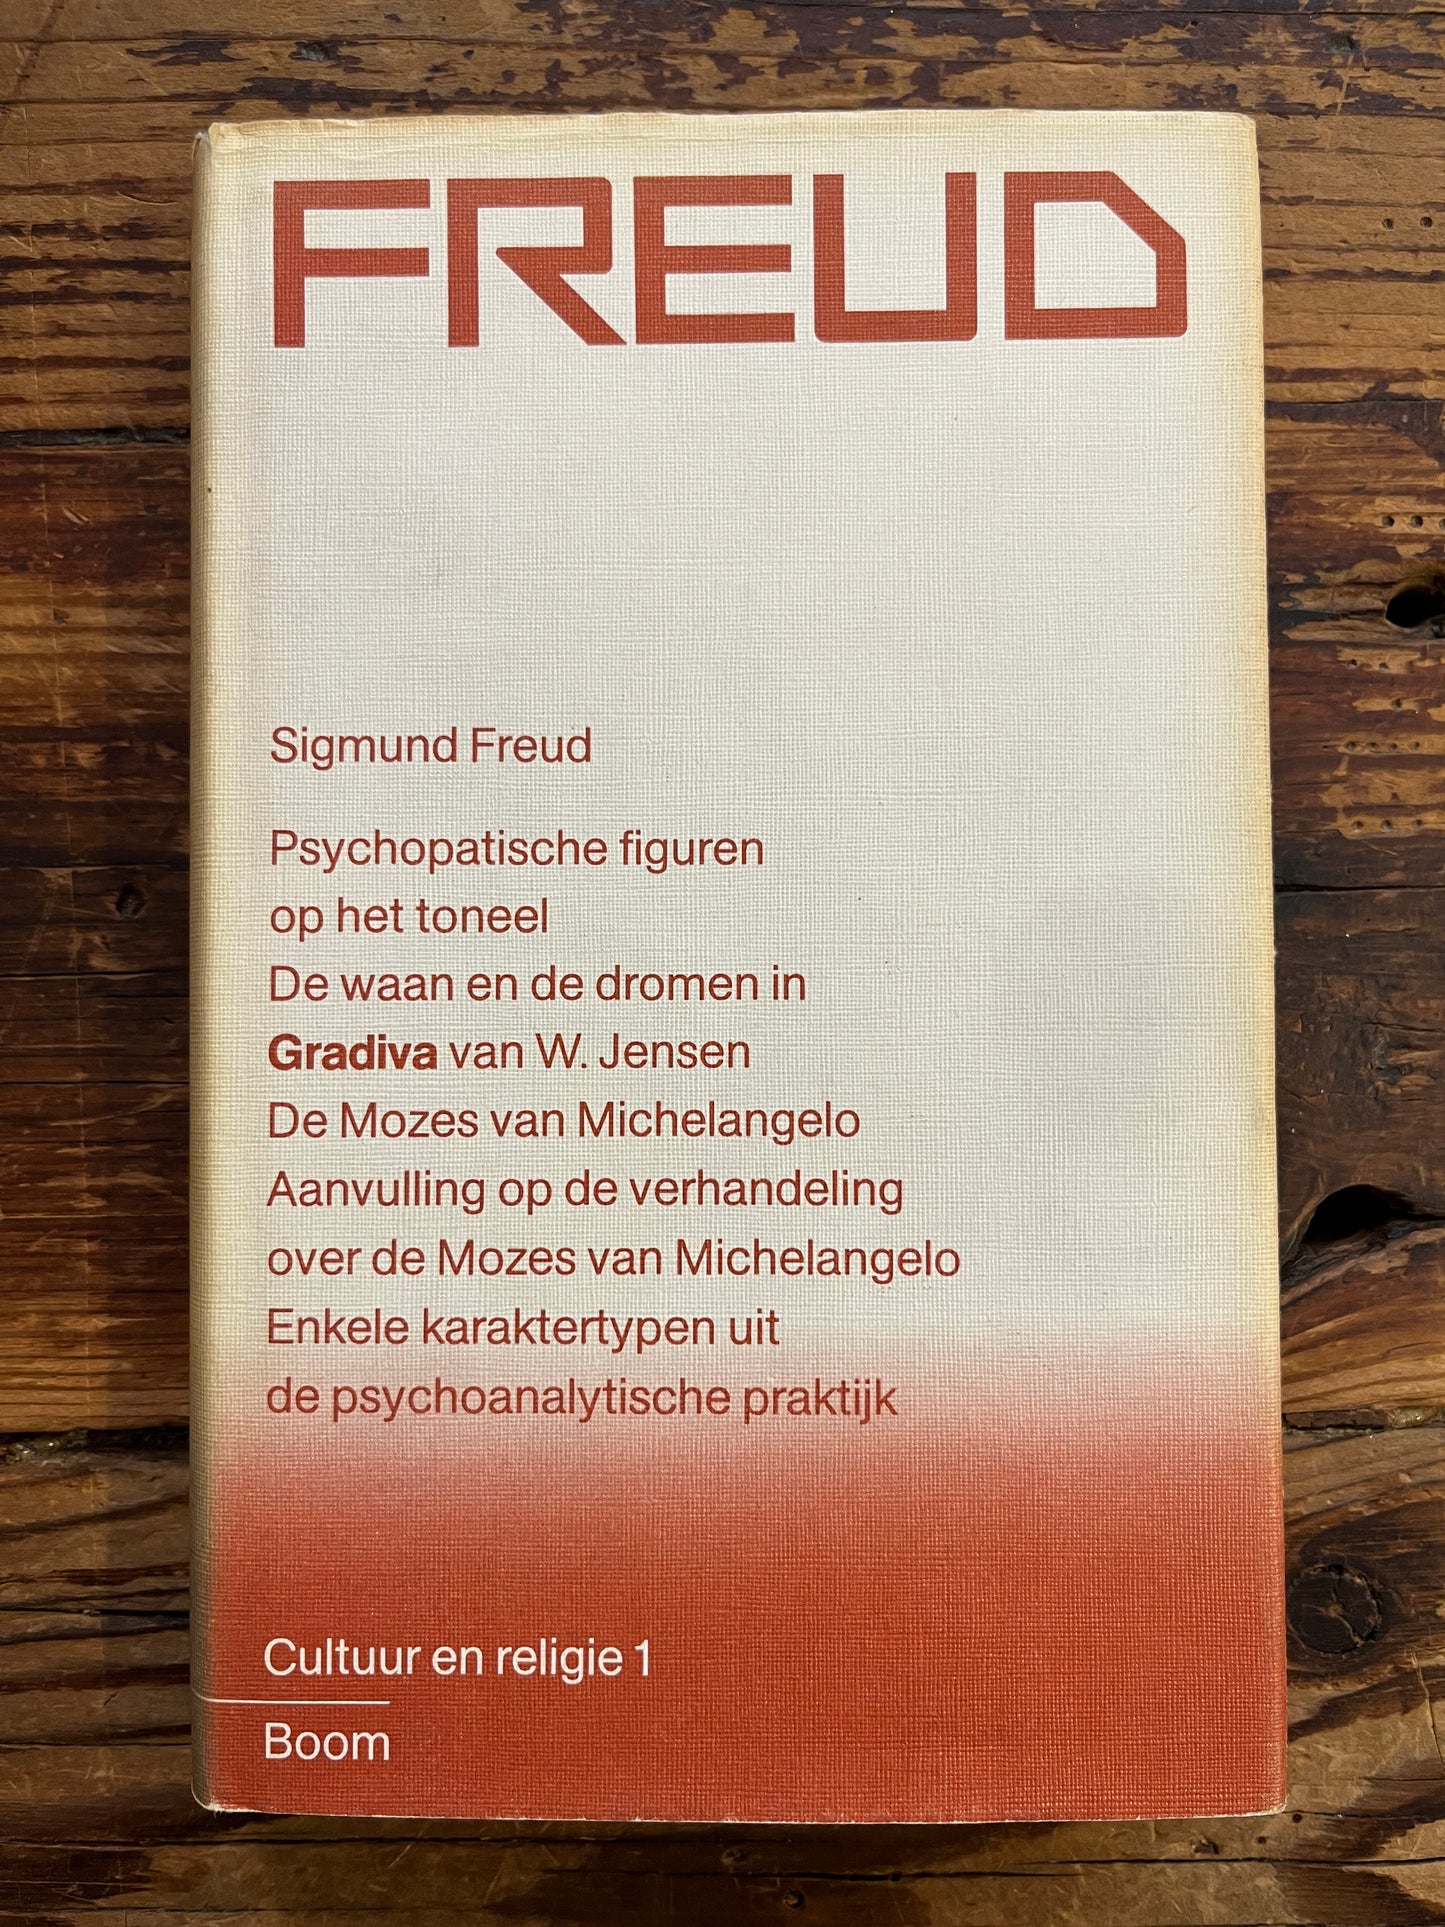 FREUD
Sigmund Freud
Psychopatische figuren
op het toneel
De waan en de dromen in
Gradiva van W. Jensen
De Mozes van Michelangelo
Aanvulling op de verhandeling
over de Mozes van Michelangelo
Enkele karaktertypen uit
de psychoanalytische praktijk
Cultuur en religie 1
Boom